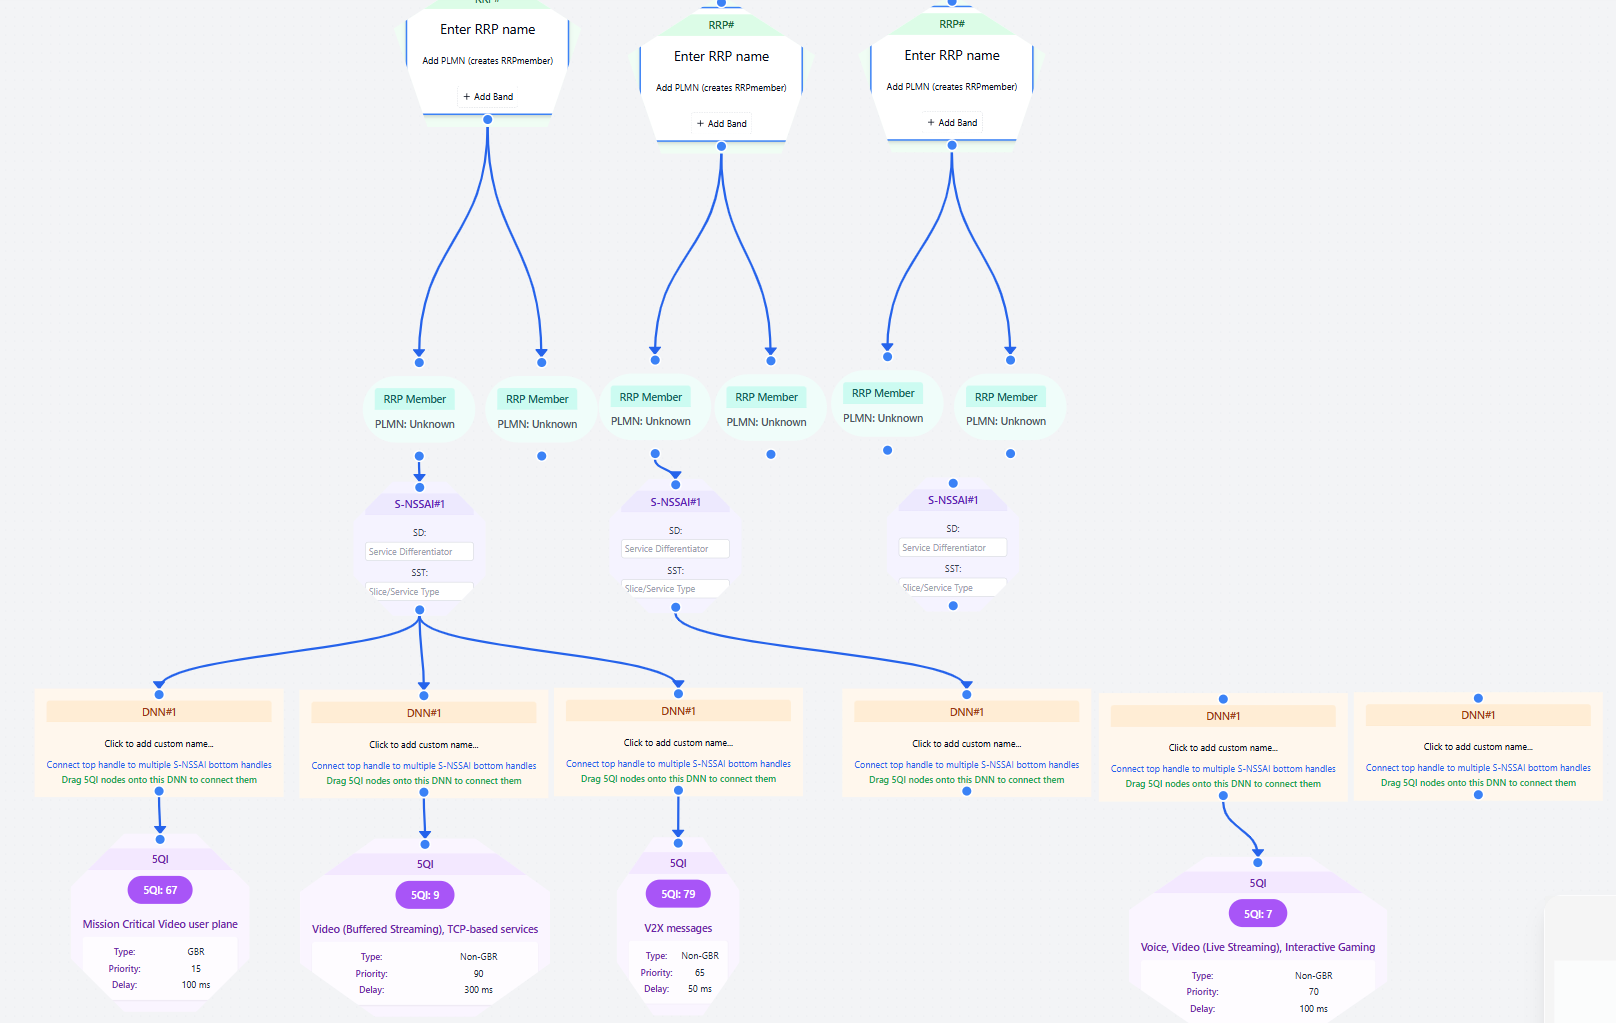 RRP#
Enter RRP name
Add PLMN (creates RRPmember)
+ Add Band
RRP#
Enter RRP name
Add PLMN (creates RRPmember)
+ Add Band
RRP#
Enter RRP name
Add PLMN (creates RRPmember)
+ Add Band
RRP Member
PLMN: Unknown
RRP Member
PLMN: Unknown
RRP Member
PLMN: Unknown
RRP Member
PLMN: Unknown
RRP Member
PLMN: Unknown
RRP Member
PLMN: Unknown
S-NSSAI#1
SD:
Service Differentiator
SST:
Slice/Service Type
S-NSSAI#1
SD:
Service Differentiator
SST:
Slice/Service Type
S-NSSAI#1
SD:
Service Differentiator
SST:
Slice/Service Type
DNN#1
Click to add custom name...
Connect top handle to multiple S-NSSAI bottom handles
Drag 5QI nodes onto this DNN to connect them
DNN#1
Click to add custom name...
Connect top handle to multiple S-NSSAI bottom handles
Drag 5QI nodes onto this DNN to connect them
DNN#1
Click to add custom name...
Connect top handle to multiple S-NSSAI bottom handles
Drag 5QI nodes onto this DNN to connect them
DNN#1
Click to add custom name...
Connect top handle to multiple S-NSSAI bottom handles
Drag 5QI nodes onto this DNN to connect them
DNN#1
Click to add custom name...
Connect top handle to multiple S-NSSAI bottom handles
Drag 5QI nodes onto this DNN to connect them
DNN#1
Click to add custom name...
Connect top handle to multiple S-NSSAI bottom handles
Drag 5QI nodes onto this DNN to connect them
5QI
5QI: 67
Mission Critical Video user plane
Type: GBR
Priority: 15
Delay: 100 ms
5QI
5QI: 9
Video (Buffered Streaming), TCP-based services
Type: Non-GBR
Priority: 90
Delay: 300 ms
5QI
5QI: 79
V2X messages
Type: Non-GBR
Priority: 65
Delay: 50 ms
5QI
5QI: 7
Voice, Video (Live Streaming), Interactive Gaming
Type: Non-GBR
Priority: 70
Delay: 100 ms